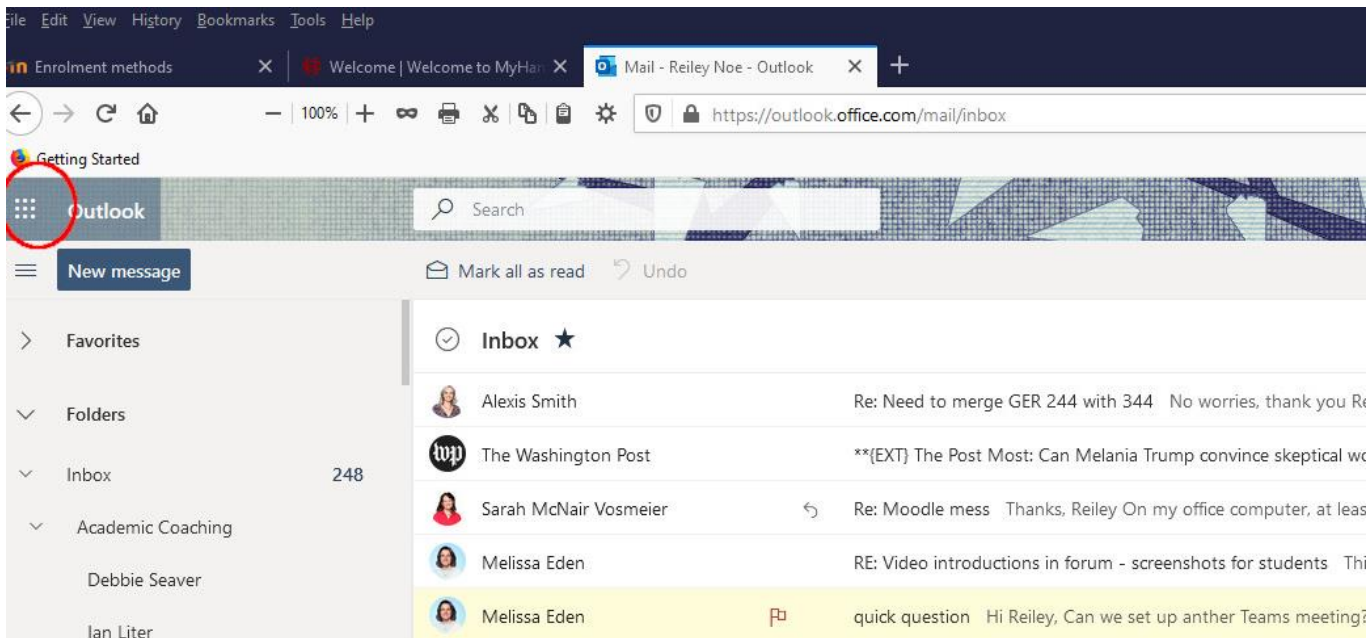 File Edit View History Bookmarks Tools Help
Enrolment methods Welcome | Welcome to MyHan Mail - Reiley Noe - Outlook
100% https://outlook.office.com/mail/inbox
Getting Started
Outlook Search
New message Mark all as read Undo
Favorites Inbox
Alexis Smith Re: Need to merge GER 244 with 344 No worries, thank you Re
Folders
The Washington Post **{EXT} The Post Most: Can Melania Trump convince skeptical wo
Inbox 248
Sarah McNair Vosmeier Re: Moodle mess Thanks, Reiley On my office computer, at leas
Academic Coaching
Melissa Eden RE: Video introductions in forum - screenshots for students Thi
Debbie Seaver
Melissa Eden quick question Hi Reiley, Can we set up anther Teams meeting?
Ian Liter